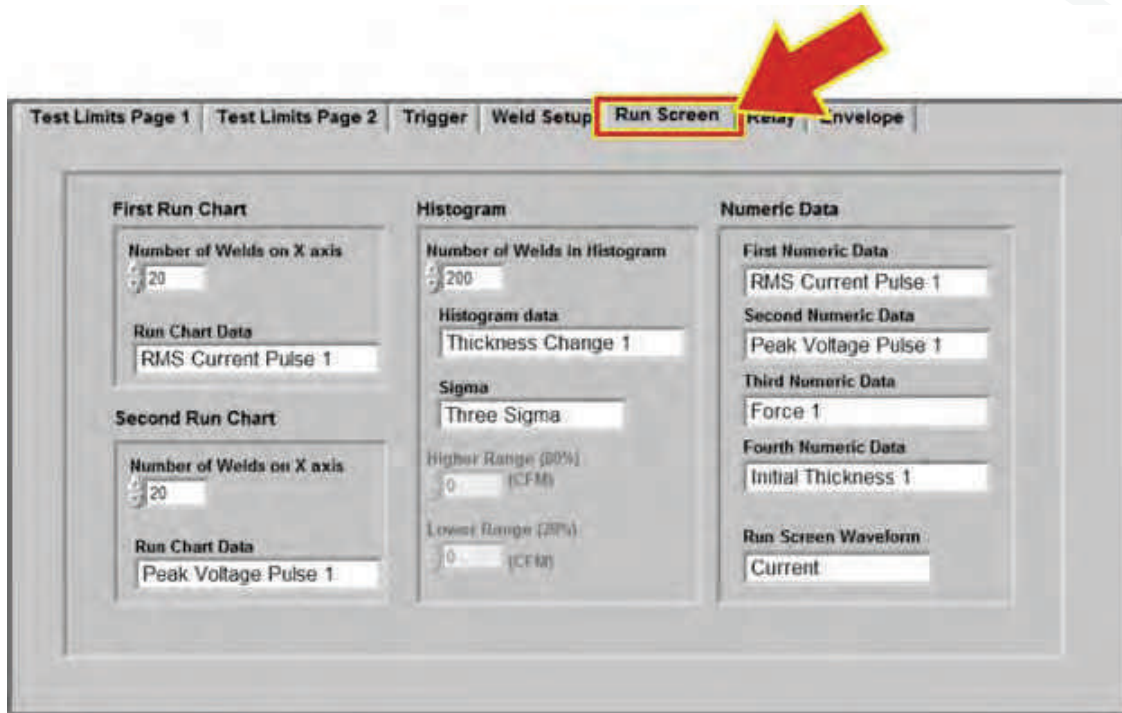 Test Limits Page 1
Test Limits Page 2
Trigger
Weld Setup
Run Screen
Relay
Envelope
First Run Chart
Number of Welds on X axis
20
Run Chart Data
RMS Current Pulse 1
Second Run Chart
Number of Welds on X axis
20
Run Chart Data
Peak Voltage Pulse 1
Histogram
Number of Welds in Histogram
200
Histogram data
Thickness Change 1
Sigma
Three Sigma
Higher Range (80%)
0 (CFM)
Lower Range (20%)
0 (CFM)
Numeric Data
First Numeric Data
RMS Current Pulse 1
Second Numeric Data
Peak Voltage Pulse 1
Third Numeric Data
Force 1
Fourth Numeric Data
Initial Thickness 1
Run Screen Waveform
Current